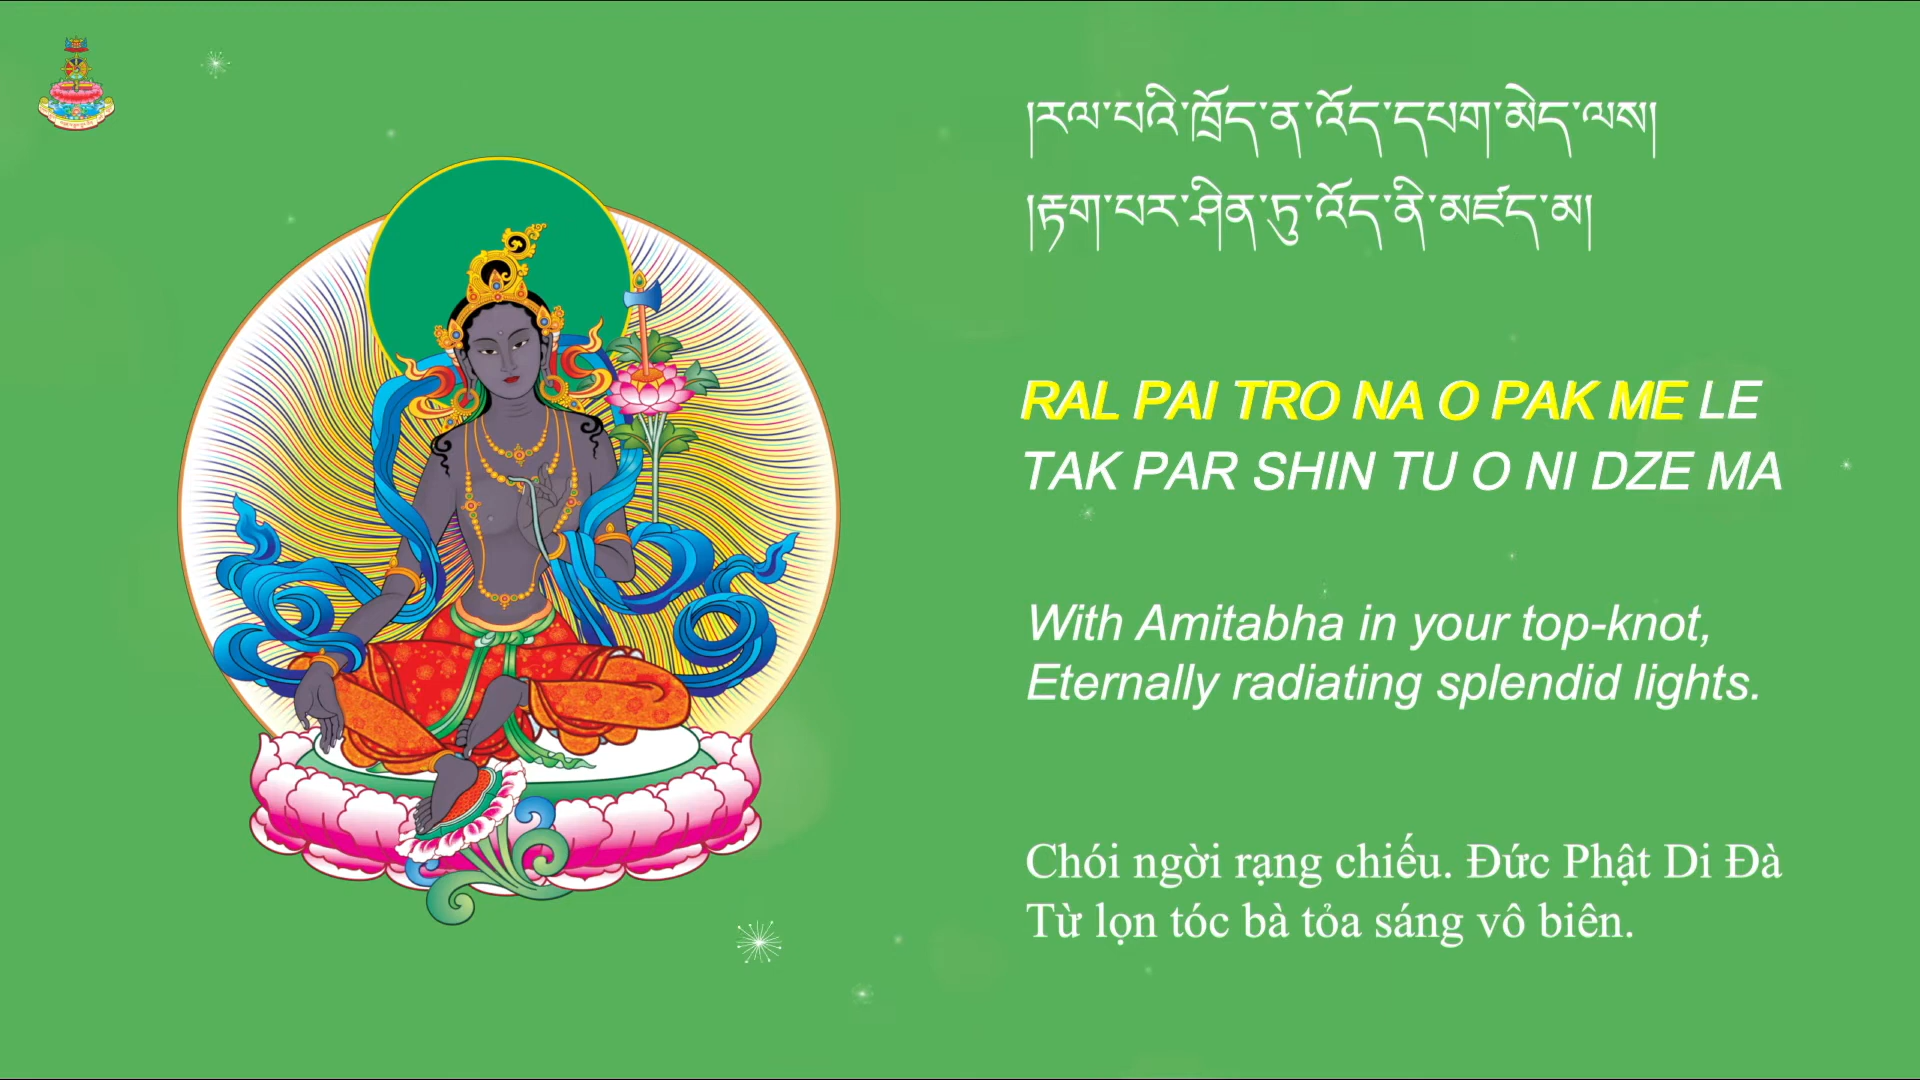 །རལ་པའི་ཁྲོད་ན་འོད་དཔག་མེད་ལས།
།རྟག་པར་ཤིན་ཏུ་འོད་ནི་མཛད་མ།
RAL PAI TRO NA O PAK ME LE
TAK PAR SHIN TU O NI DZE MA
With Amitabha in your top-knot,
Eternally radiating splendid lights.
Chói ngời rạng chiếu. Đức Phật Di Đà
Từ lọn tóc bà tỏa sáng vô biên.